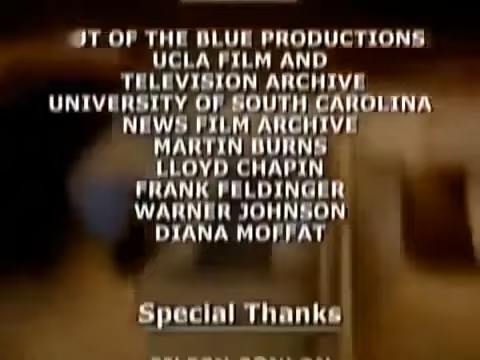 OF THE BLUE PRODUCTIONS
UCLA FILM AND
TELEVISION ARCHIVE
UNIVERSITY OF SOUTH CAROLINA
NEWS FILM ARCHIVE
MARTIN BURNS
LLOYD CHAPIN
FRANK FELDINGER
WARNER JOHNSON
DIANA MOFFAT
Special Thanks